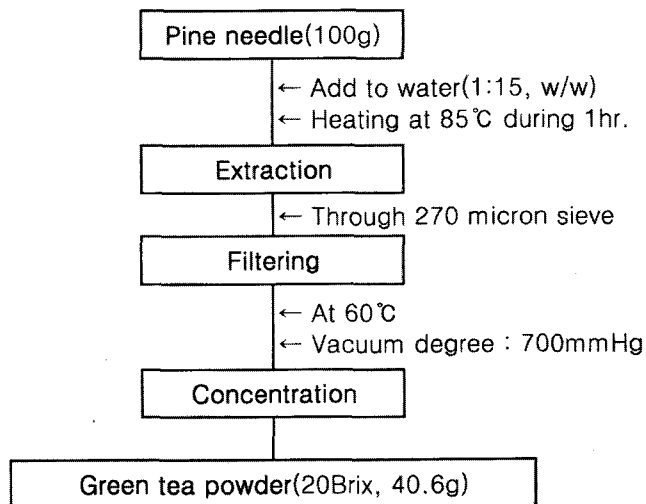 Pine needle(100g)
← Add to water(1:15, w/w)
← Heating at 85℃ during 1hr.
Extraction
← Through 270 micron sieve
Filtering
← At 60℃
← Vacuum degree : 700mmHg
Concentration
Green tea powder(20Brix, 40.6g)